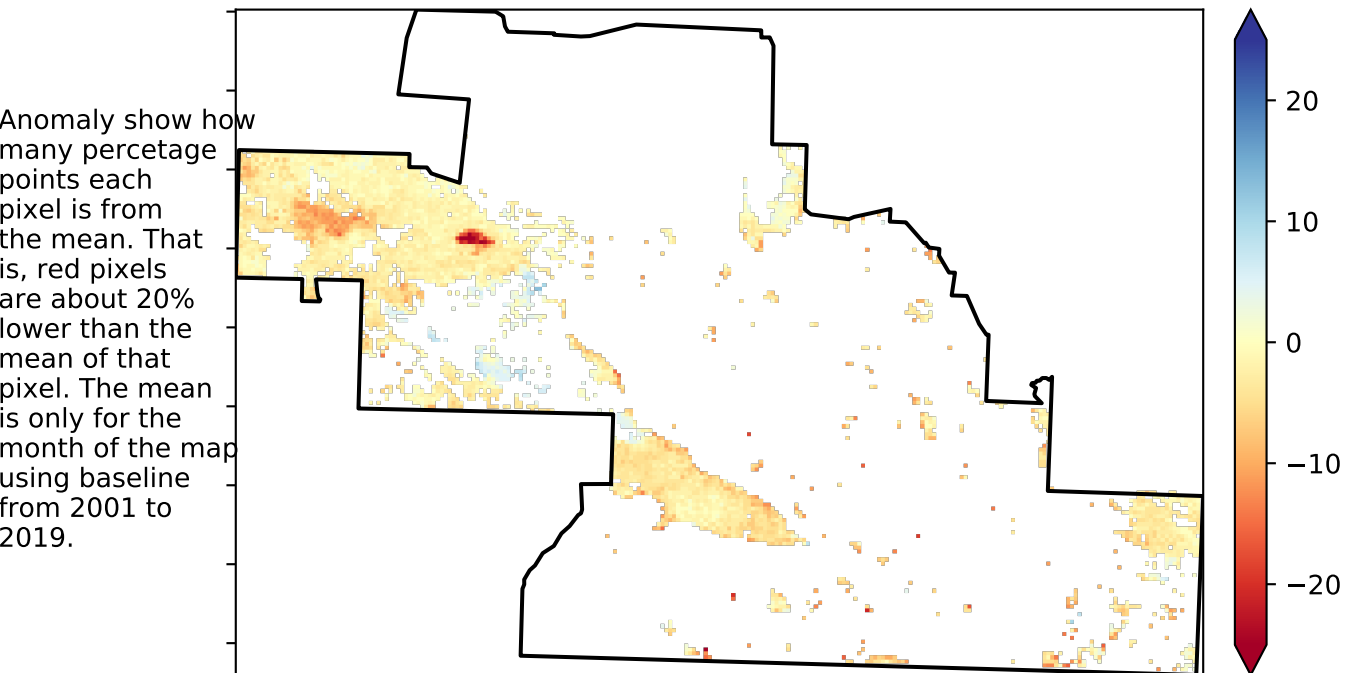 Anomaly show how
many percetage
points each
pixel is from
the mean. That
is, red pixels
are about 20%
lower than the
mean of that
pixel. The mean
is only for the
month of the map
using baseline
from 2001 to
2019.
20
10
0
−10
−20